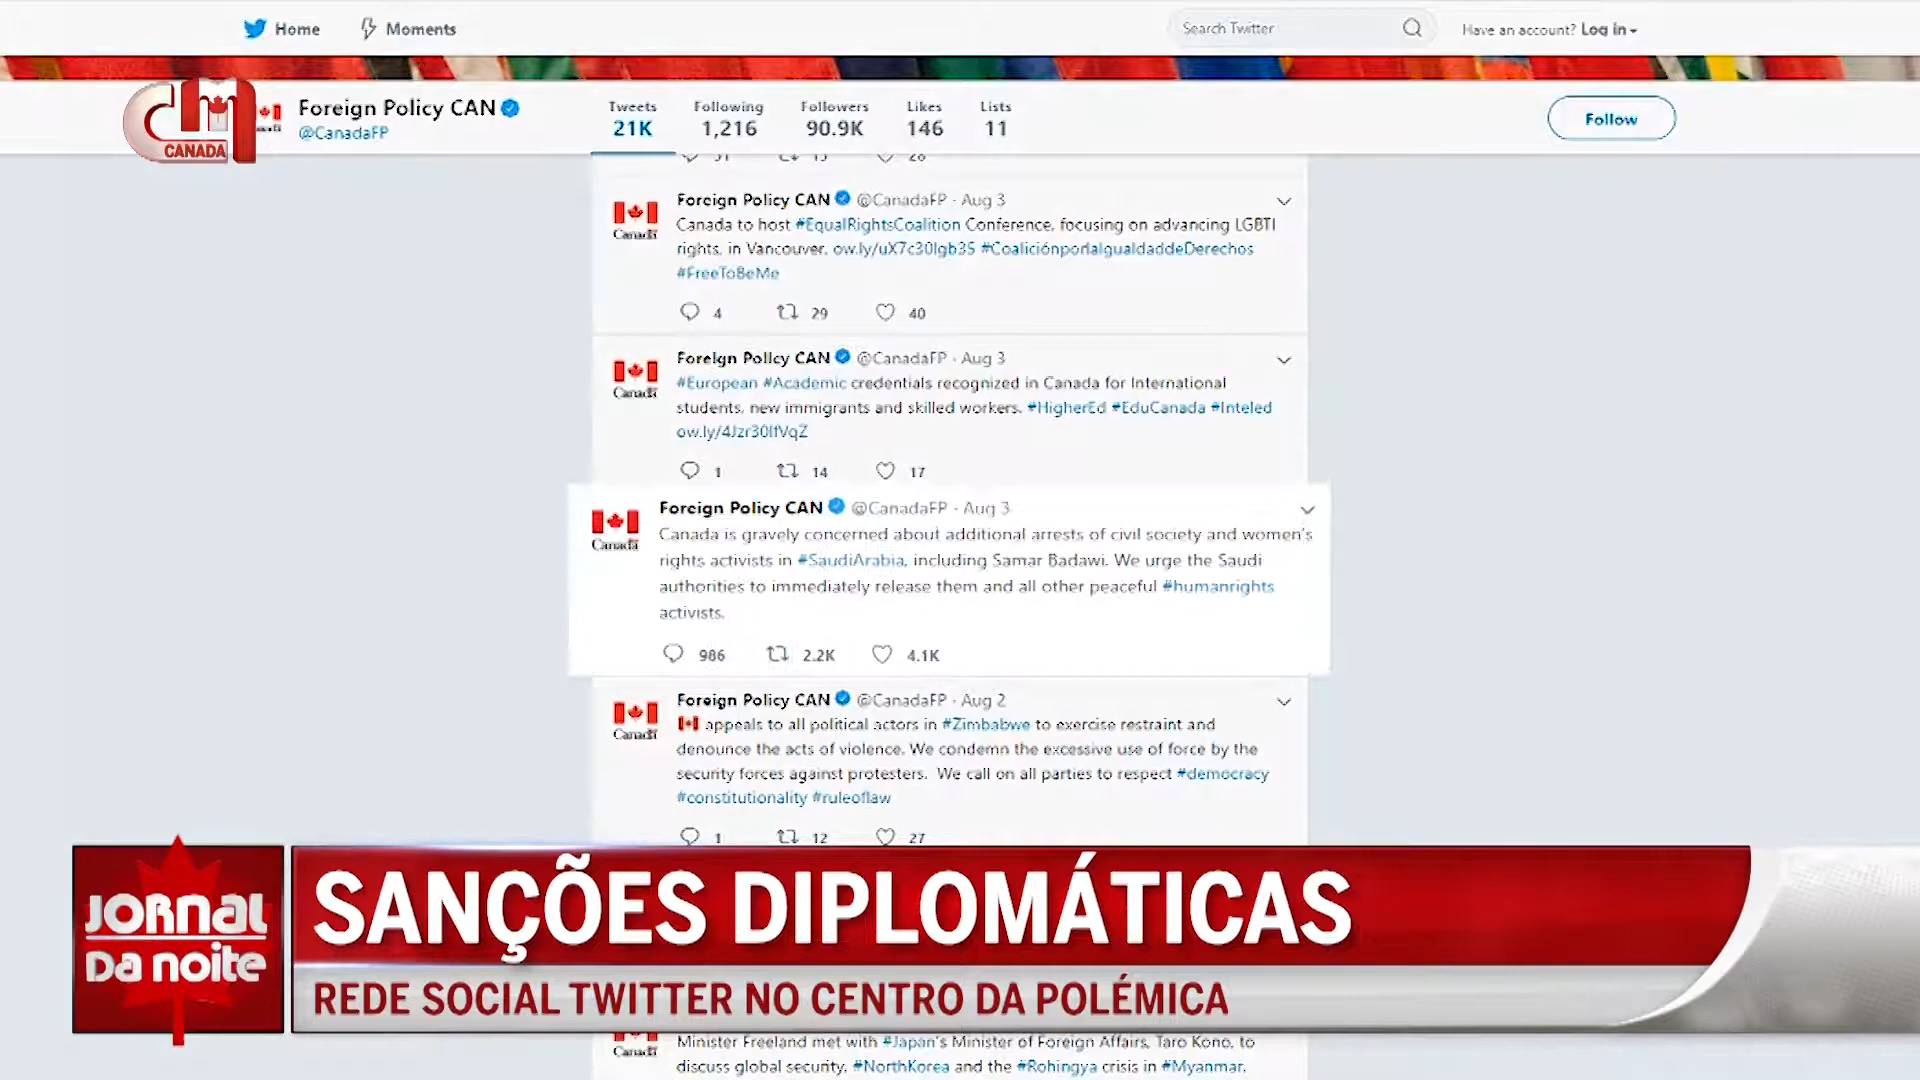 Home Moments Search Twitter Have an account? Log in
CM CANADA
Foreign Policy CAN
@CanadaFP
Tweets Following Followers Likes Lists
21K 1,216 90.9K 146 11
Follow
Foreign Policy CAN @CanadaFP · Aug 3
Canada to host #EqualRightsCoalition Conference, focusing on advancing LGBTI
rights, in Vancouver. ow.ly/uX7c30lgb35 #CoaliciónporlaIgualdaddeDerechos
#FreeToBeMe
Canada
4 29 40
Foreign Policy CAN @CanadaFP · Aug 3
#European #Academic credentials recognized in Canada for International
students, new immigrants and skilled workers. #HigherEd #EduCanada #Inteled
ow.ly/4Jzr30lfVqZ
Canada
1 14 17
Foreign Policy CAN @CanadaFP · Aug 3
Canada is gravely concerned about additional arrests of civil society and women's
rights activists in #SaudiArabia, including Samar Badawi. We urge the Saudi
authorities to immediately release them and all other peaceful #humanrights
activists.
Canada
986 2.2K 4.1K
Foreign Policy CAN @CanadaFP · Aug 2
appeals to all political actors in #Zimbabwe to exercise restraint and
denounce the acts of violence. We condemn the excessive use of force by the
security forces against protesters. We call on all parties to respect #democracy
#constitutionality #ruleoflaw
Canada
1 12 27
JORNAL
DA NOITE
SANÇÕES DIPLOMÁTICAS
REDE SOCIAL TWITTER NO CENTRO DA POLÉMICA
Canada
Minister Freeland met with #Japan's Minister of Foreign Affairs, Taro Kono, to
discuss global security, #NorthKorea and the #Rohingya crisis in #Myanmar.